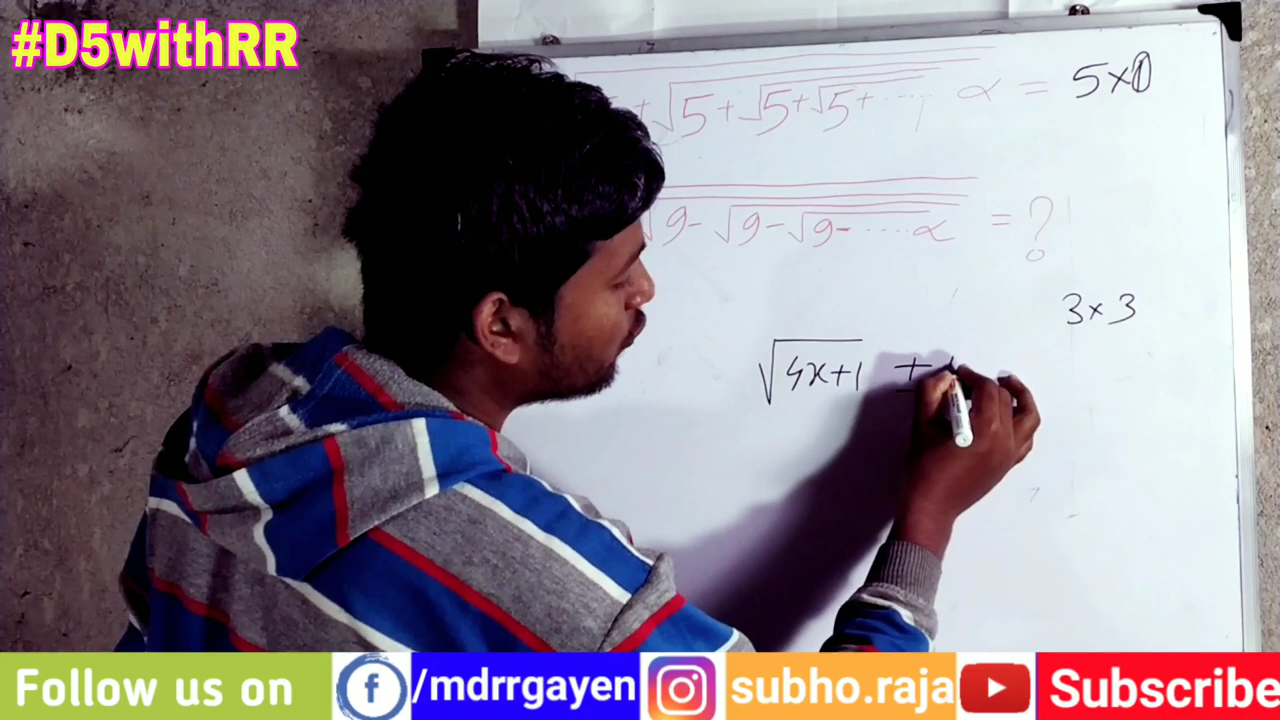 #D5withRR
+ √5 + √5 + √5 + ..... α = 5×1
√9 - √9 - √9 - ..... α = ?
3 × 3
√4x+1 ±
Follow us on /mdrrgayen subho.raja Subscribe